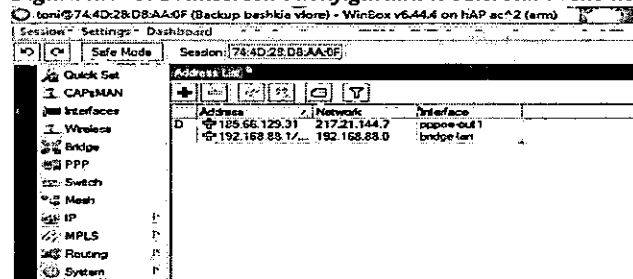 toni@74:4D:28:D8:AA:0F (Backup bashkia vlore) - WinBox v6.44.4 on hAP ac^2 (arm)
Session Settings Dashboard
Safe Mode Session: 74:4D:28:D8:AA:0F
Address List
Quick Set
CAPsMAN
Interfaces
Wireless
Bridge
PPP
Switch
Mesh
IP
MPLS
Routing
System
Address Network Interface
D 185.66.129.31 217.21.144.7 pppoe-out1
192.168.88.1/... 192.168.88.0 bridge-lan